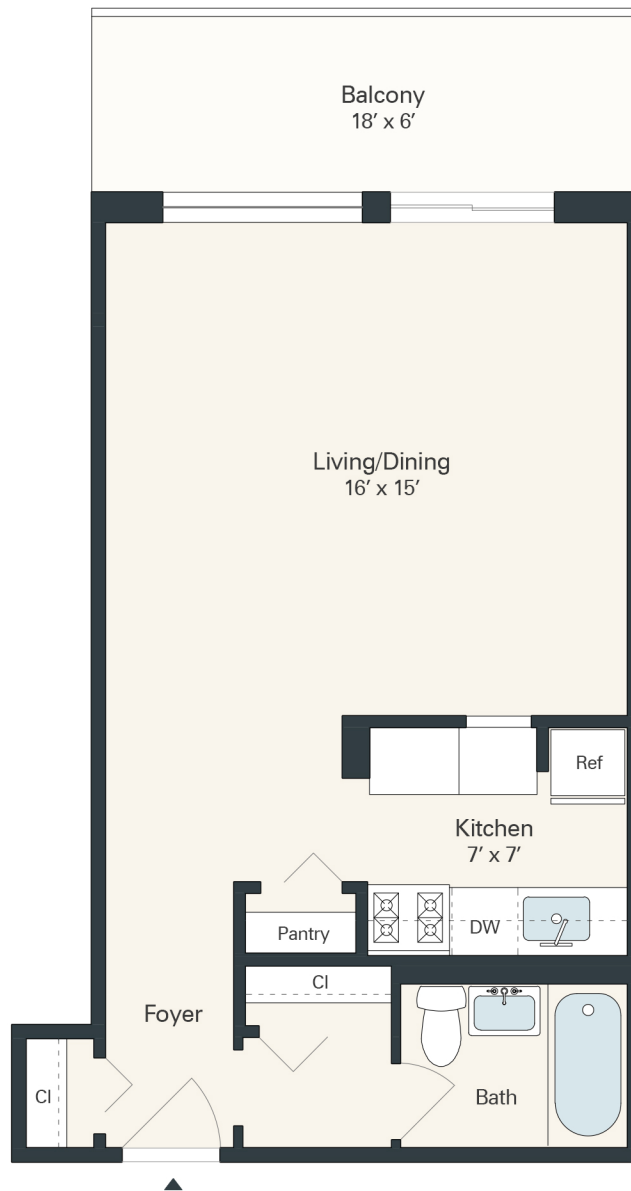 Balcony
18’ x 6’
Living/Dining
16’ x 15’
Ref
Kitchen
7’ x 7’
DW
Pantry
Cl
Foyer
Cl
Bath